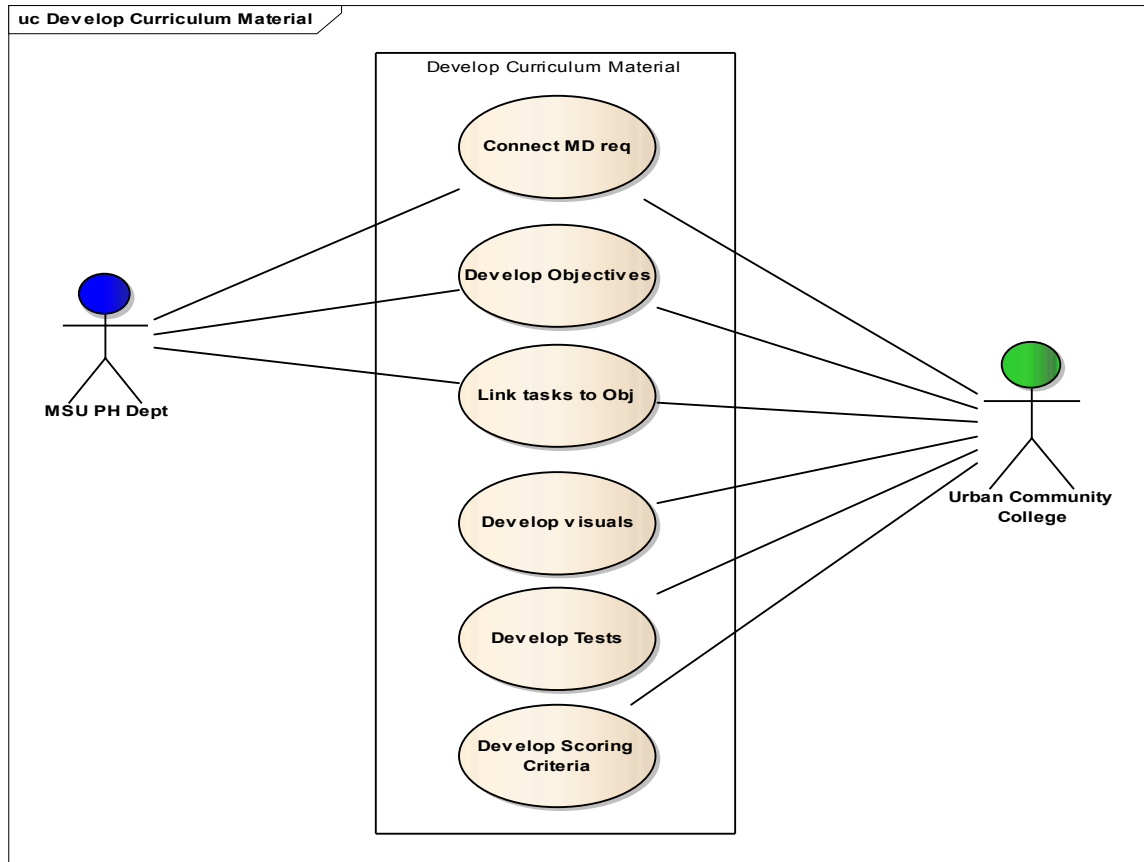 uc Develop Curriculum Material
Develop Curriculum Material
Connect MD req
Develop Objectives
MSU PH Dept
Link tasks to Obj
Urban Community
College
Develop visuals
Develop Tests
Develop Scoring
Criteria